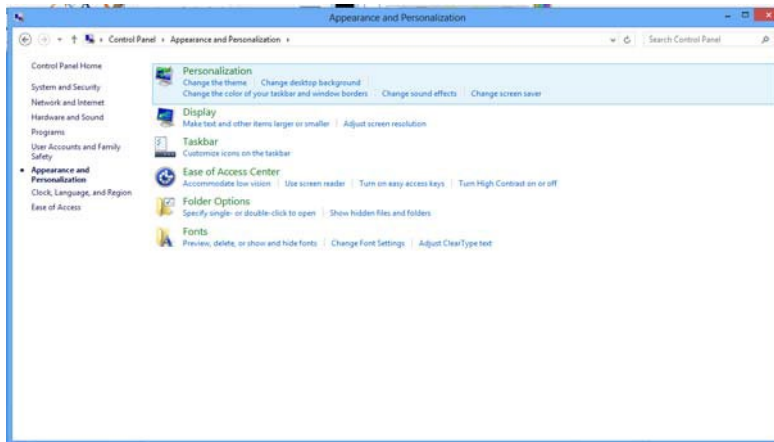 Appearance and Personalization
Control Panel Appearance and Personalization
Search Control Panel
Control Panel Home
System and Security
Network and Internet
Hardware and Sound
Programs
User Accounts and Family
Safety
Appearance and
Personalization
Clock, Language, and Region
Ease of Access
Personalization
Change the theme Change desktop background
Change the color of your taskbar and window borders Change sound effects Change screen saver
Display
Make text and other items larger or smaller Adjust screen resolution
Taskbar
Customize icons on the taskbar
Ease of Access Center
Accommodate low vision Use screen reader Turn on easy access keys Turn High Contrast on or off
Folder Options
Specify single- or double-click to open Show hidden files and folders
Fonts
Preview, delete, or show and hide fonts Change Font Settings Adjust ClearType text